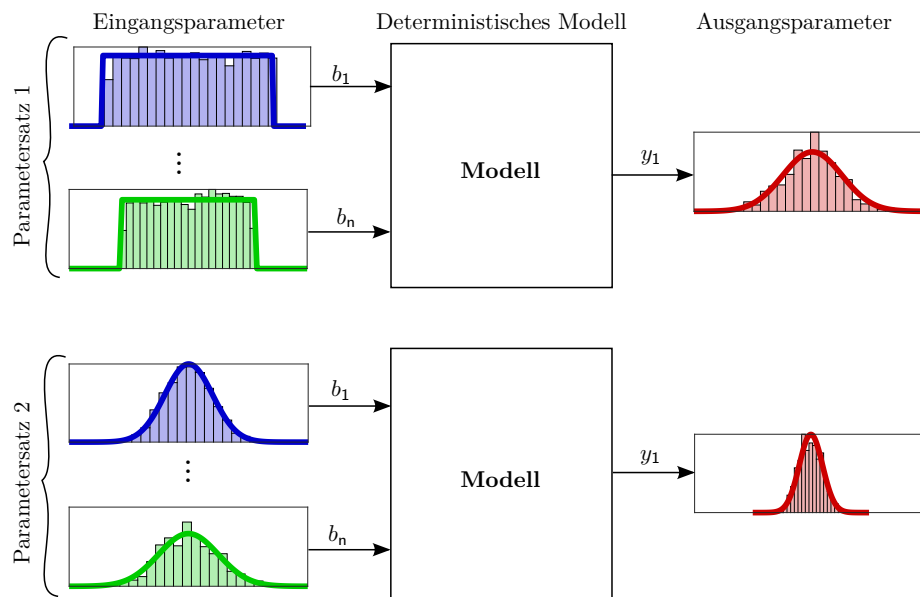 Eingangsparameter
Deterministisches Modell
Ausgangsparameter
Parametersatz 1
b1
⋮
bn
Modell
y1
Parametersatz 2
b1
⋮
bn
Modell
y1